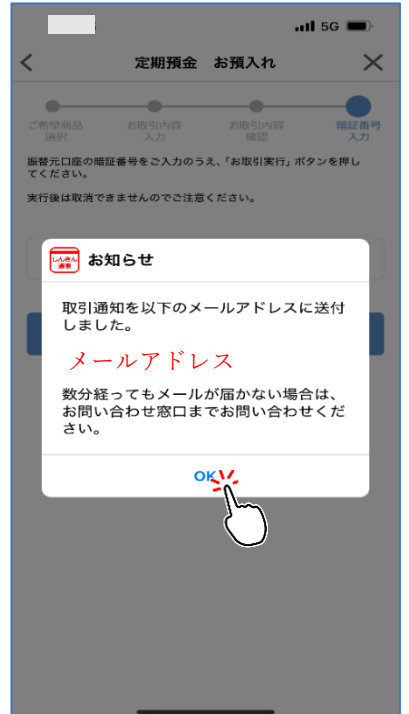 5G
定期預金 お預入れ
ご希望商品
選択
お取引内容
入力
お取引内容
確認
暗証番号
入力
振替元口座の暗証番号をご入力のうえ、「お取引実行」ボタンを押し
てください。
実行後は取消できませんのでご注意ください。
しんきん
通帳
お知らせ
取引通知を以下のメールアドレスに送付
しました。
メールアドレス
数分経ってもメールが届かない場合は、
お問い合わせ窓口までお問い合わせくだ
さい。
OK